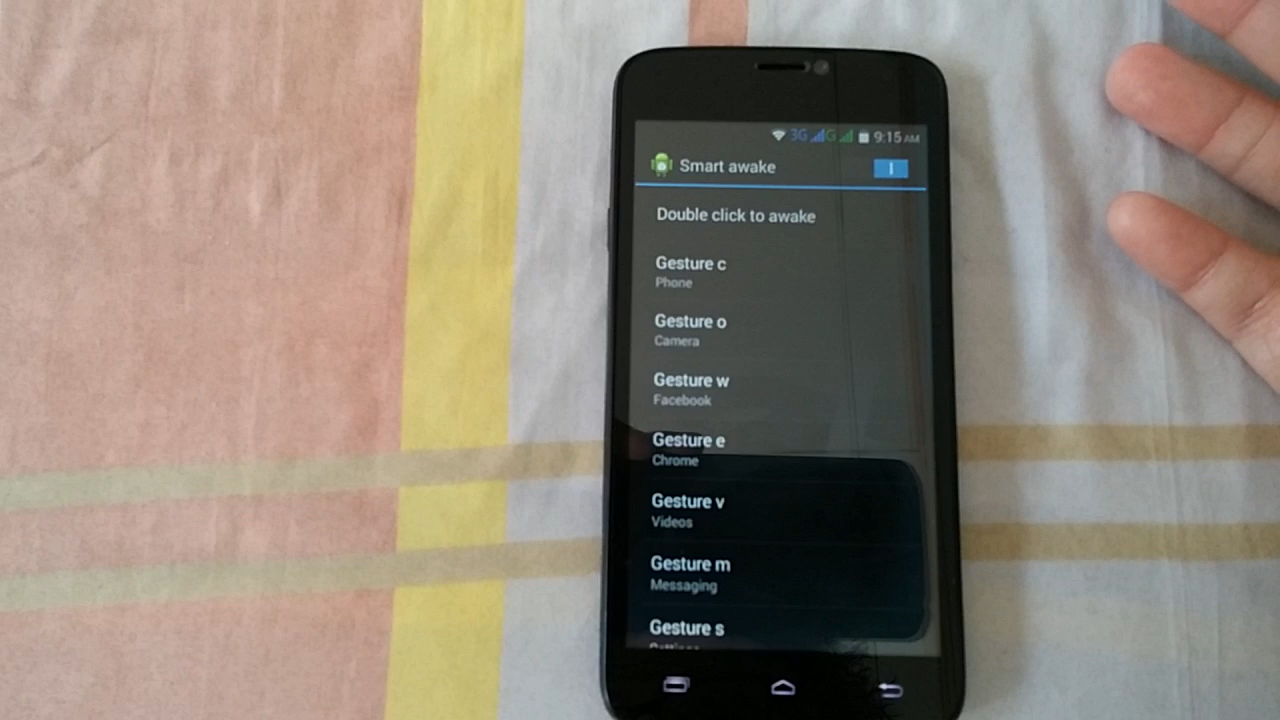 3G G 9:15 AM
Smart awake
Double click to awake
Gesture c
Phone
Gesture o
Camera
Gesture w
Facebook
Gesture e
Chrome
Gesture v
Videos
Gesture m
Messaging
Gesture s